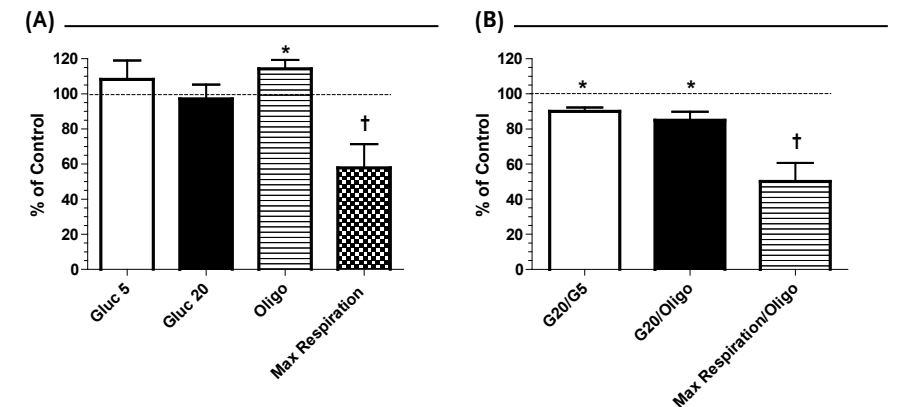 (A)
% of Control
120
100
80
60
40
20
0
*
†
Gluc 5
Gluc 20
Oligo
Max Respiration
(B)
% of Control
120
100
80
60
40
20
0
*
*
†
G20/G5
G20/Oligo
Max Respiration/Oligo